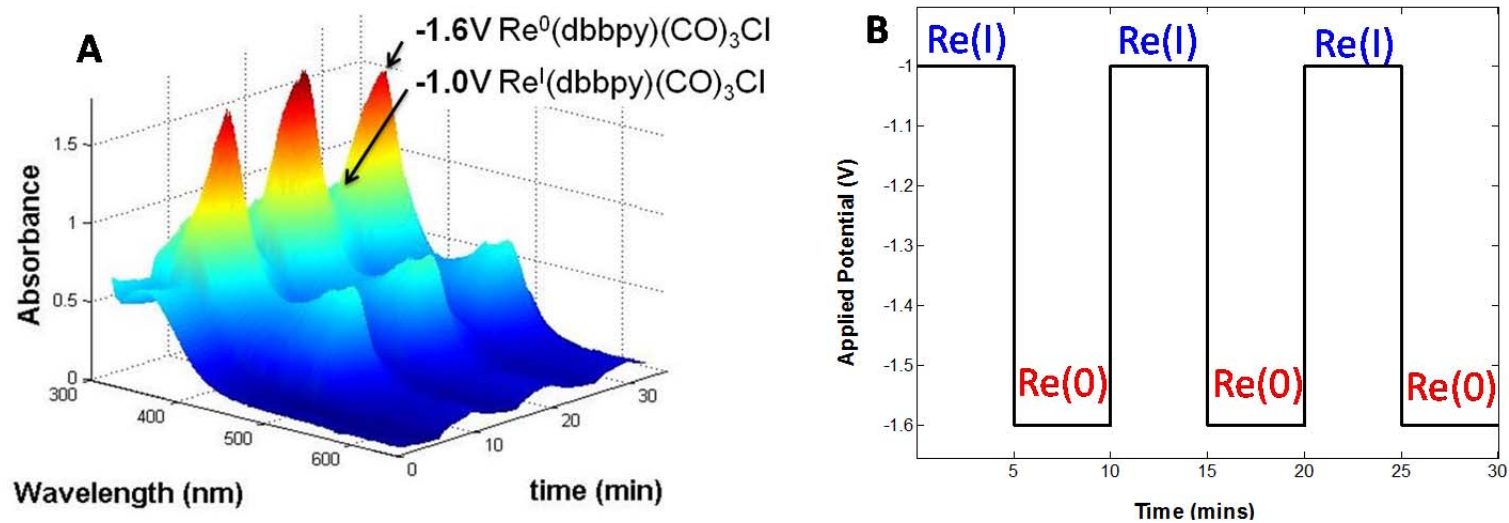 A
-1.6V Re⁰(dbbpy)(CO)₃Cl
-1.0V Reᴵ(dbbpy)(CO)₃Cl
1.5
1
0.5
0
Absorbance
300
400
500
600
Wavelength (nm)
0
10
20
30
time (min)
B
Re(I)
Re(I)
Re(I)
-1
-1.1
-1.2
-1.3
-1.4
-1.5
-1.6
Applied Potential (V)
Re(0)
Re(0)
Re(0)
5
10
15
20
25
30
Time (mins)